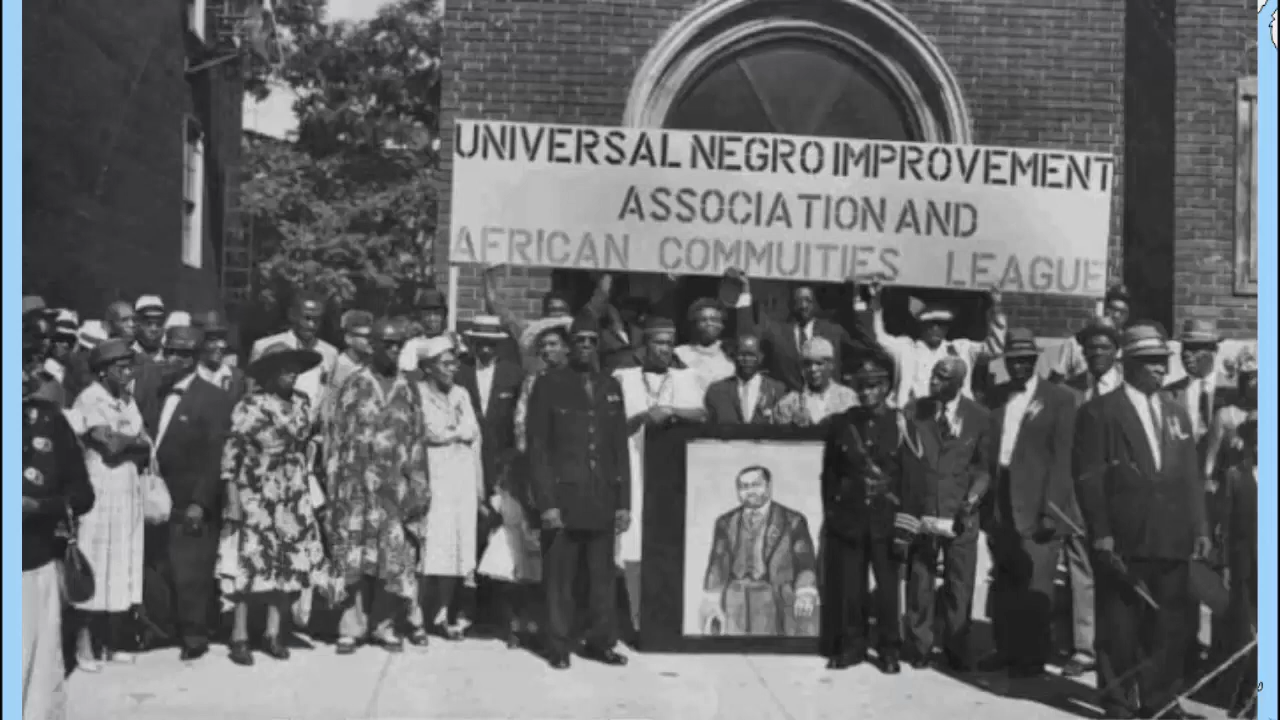 UNIVERSAL NEGRO IMPROVEMENT
ASSOCIATION AND
AFRICAN COMMUITIES LEAGUE